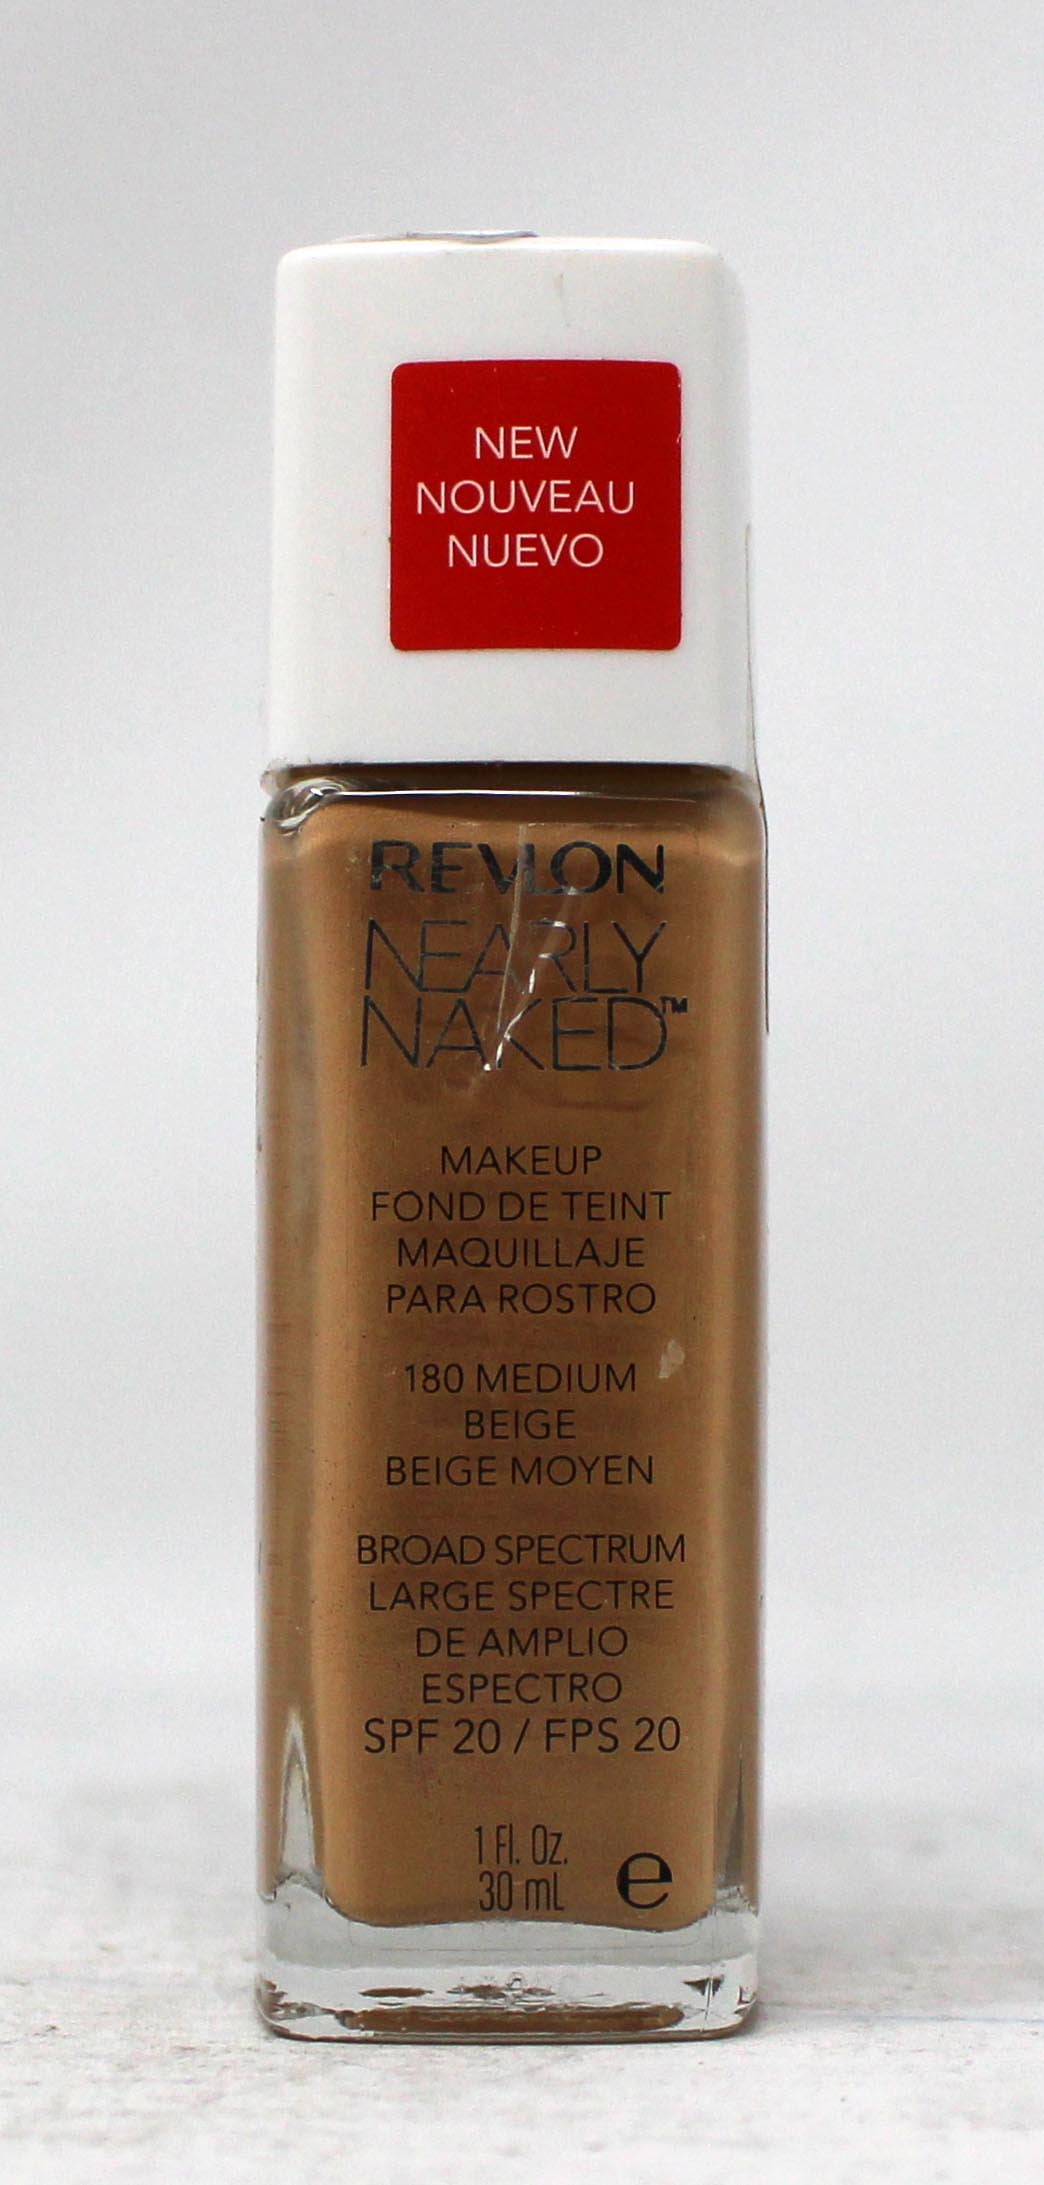 NEW
NOUVEAU
NUEVO
REVLON
NEARLY
NAKED™
MAKEUP
FOND DE TEINT
MAQUILLAJE
PARA ROSTRO
180 MEDIUM
BEIGE
BEIGE MOYEN
BROAD SPECTRUM
LARGE SPECTRE
DE AMPLIO
ESPECTRO
SPF 20 / FPS 20
1 Fl. Oz.
30 mL e